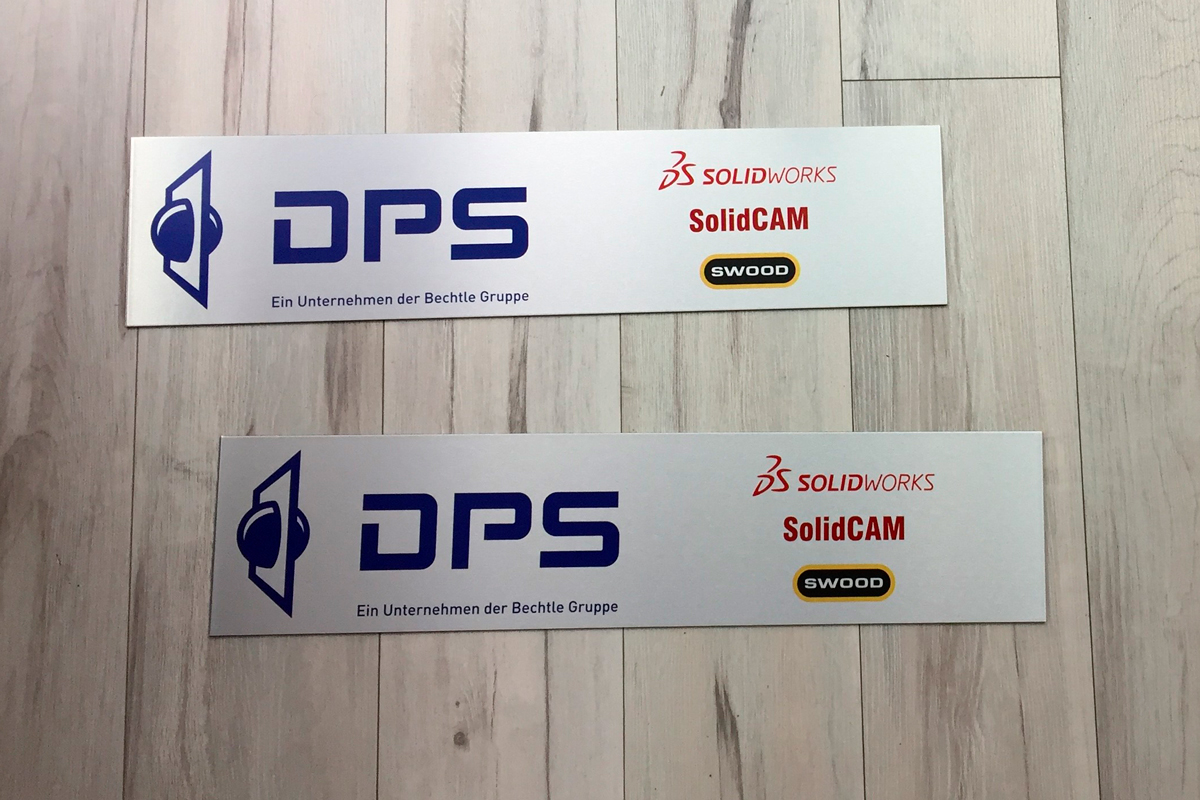 DPS
Ein Unternehmen der Bechtle Gruppe
SOLIDWORKS
SolidCAM
SWOOD
DPS
Ein Unternehmen der Bechtle Gruppe
SOLIDWORKS
SolidCAM
SWOOD